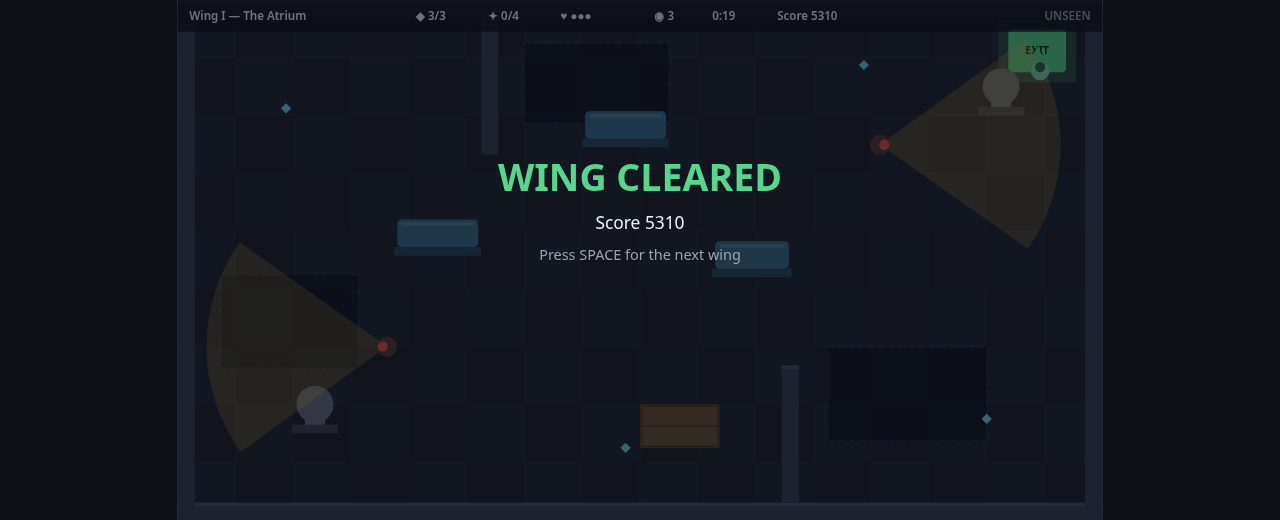 Wing I — The Atrium ◆ 3/3 ✦ 0/4 ♥ ●●● ◉ 3 0:19 Score 5310 UNSEEN
EXIT
WING CLEARED
Score 5310
Press SPACE for the next wing